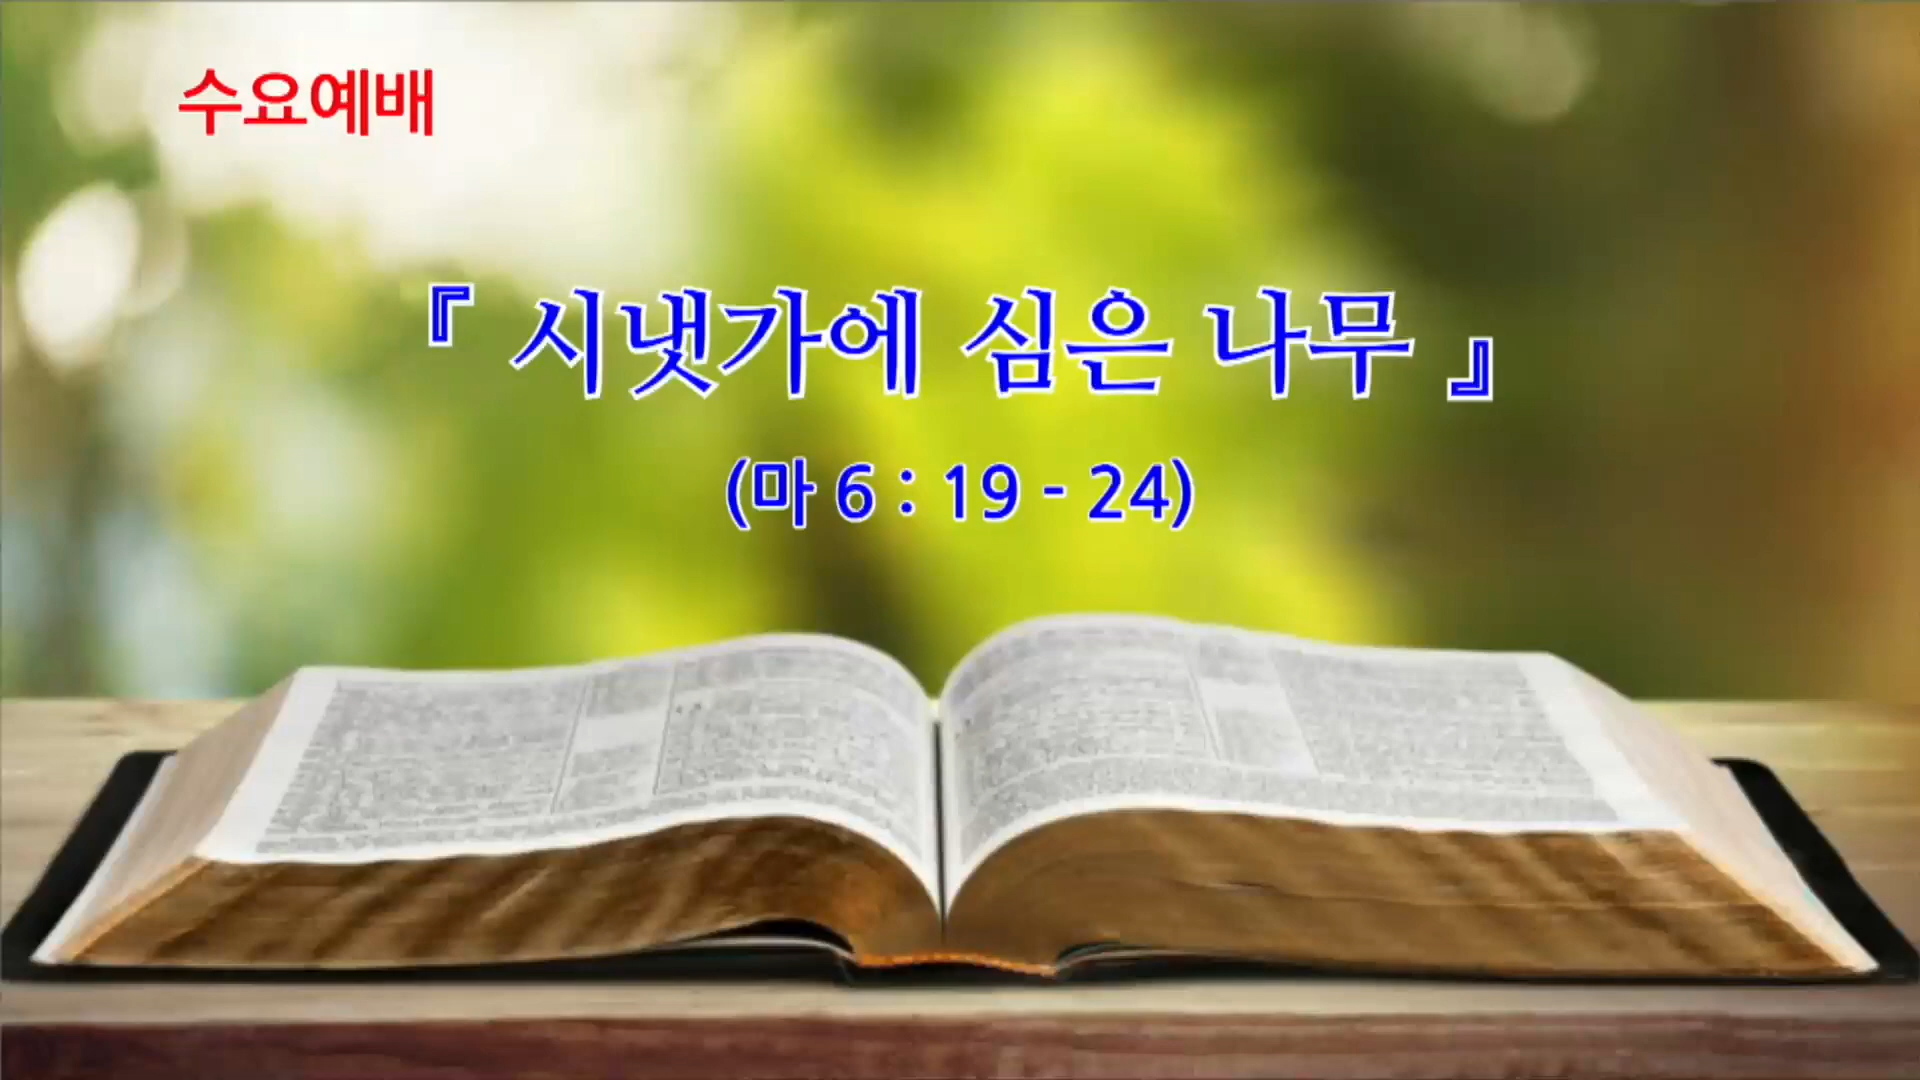 수요예배
『 시냇가에 심은 나무 』
(마 6 : 19 - 24)